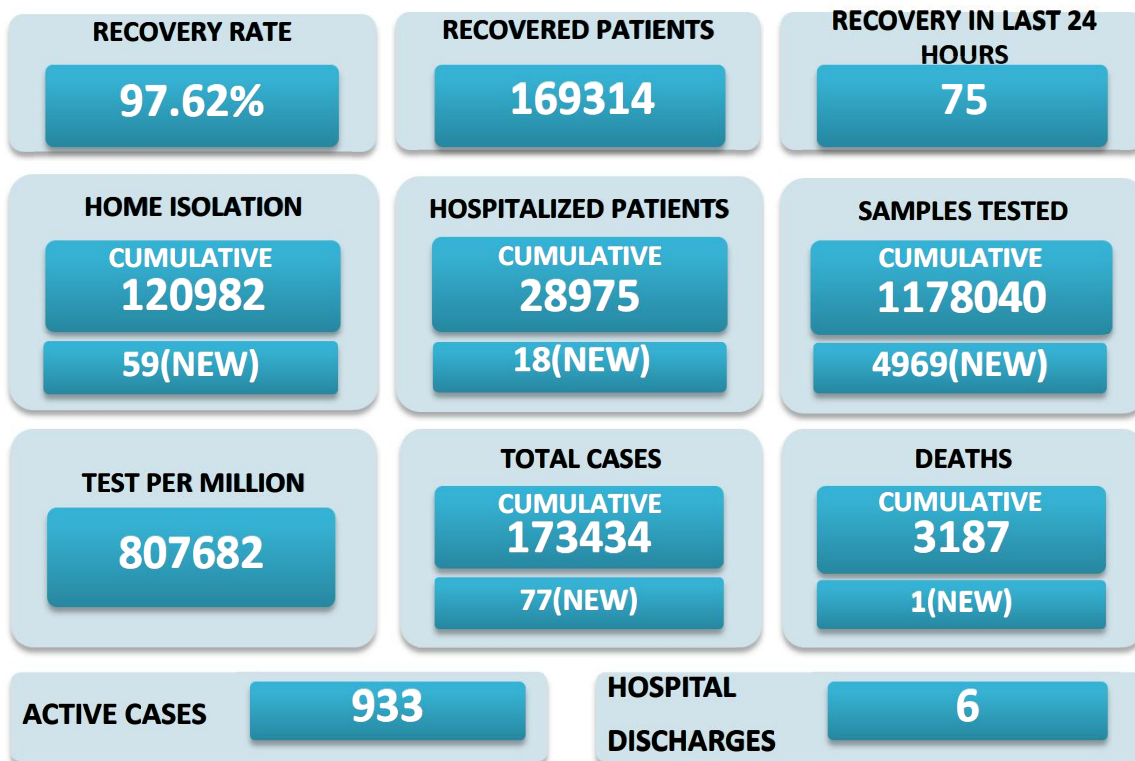 RECOVERY RATE
97.62%
RECOVERED PATIENTS
169314
RECOVERY IN LAST 24
HOURS
75
HOME ISOLATION
CUMULATIVE
120982
59(NEW)
HOSPITALIZED PATIENTS
CUMULATIVE
28975
18(NEW)
SAMPLES TESTED
CUMULATIVE
1178040
4969(NEW)
TEST PER MILLION
807682
TOTAL CASES
CUMULATIVE
173434
77(NEW)
DEATHS
CUMULATIVE
3187
1(NEW)
ACTIVE CASES
933
HOSPITAL
DISCHARGES
6